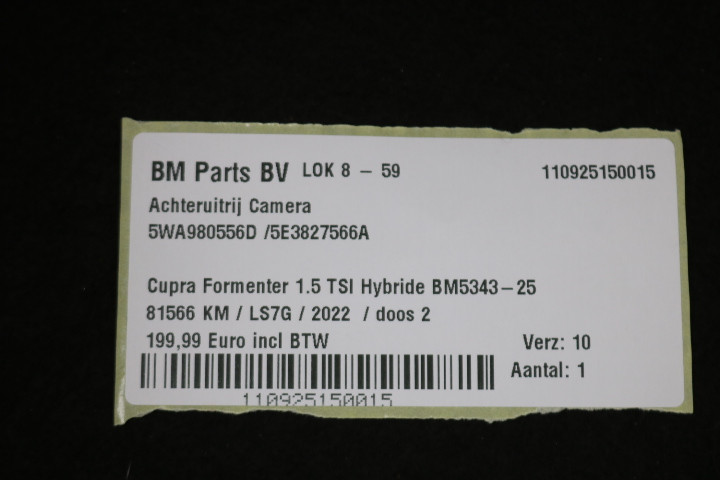 BM Parts BV LOK 8 - 59 110925150015
Achteruitrij Camera
5WA980556D /5E3827566A
Cupra Formenter 1.5 TSI Hybride BM5343-25
81566 KM / LS7G / 2022 / doos 2
199,99 Euro incl BTW Verz: 10
Aantal: 1
110925150015